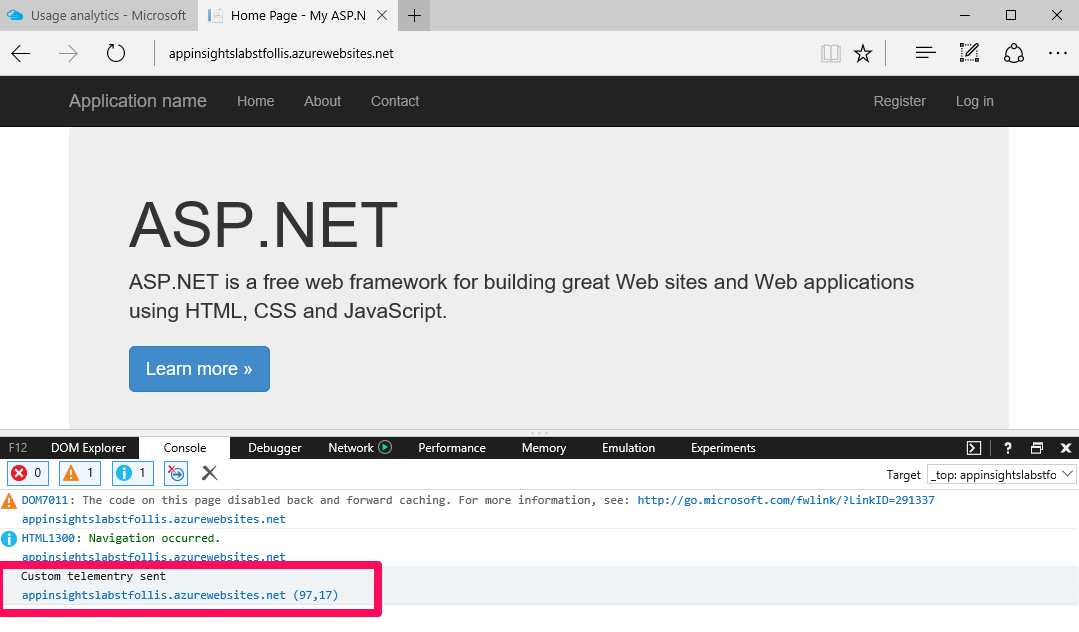 Usage analytics - Microsoft
Home Page - My ASP.N
appinsightslabstfollis.azurewebsites.net
Application name Home About Contact Register Log in
ASP.NET
ASP.NET is a free web framework for building great Web sites and Web applications
using HTML, CSS and JavaScript.
Learn more »
F12 DOM Explorer Console Debugger Network Performance Memory Emulation Experiments ?
0 1 1 Target _top: appinsightslabstfo
DOM7011: The code on this page disabled back and forward caching. For more information, see: http://go.microsoft.com/fwlink/?LinkID=291337
appinsightslabstfollis.azurewebsites.net
HTML1300: Navigation occurred.
appinsightslabstfollis.azurewebsites.net
Custom telementry sent
appinsightslabstfollis.azurewebsites.net (97,17)